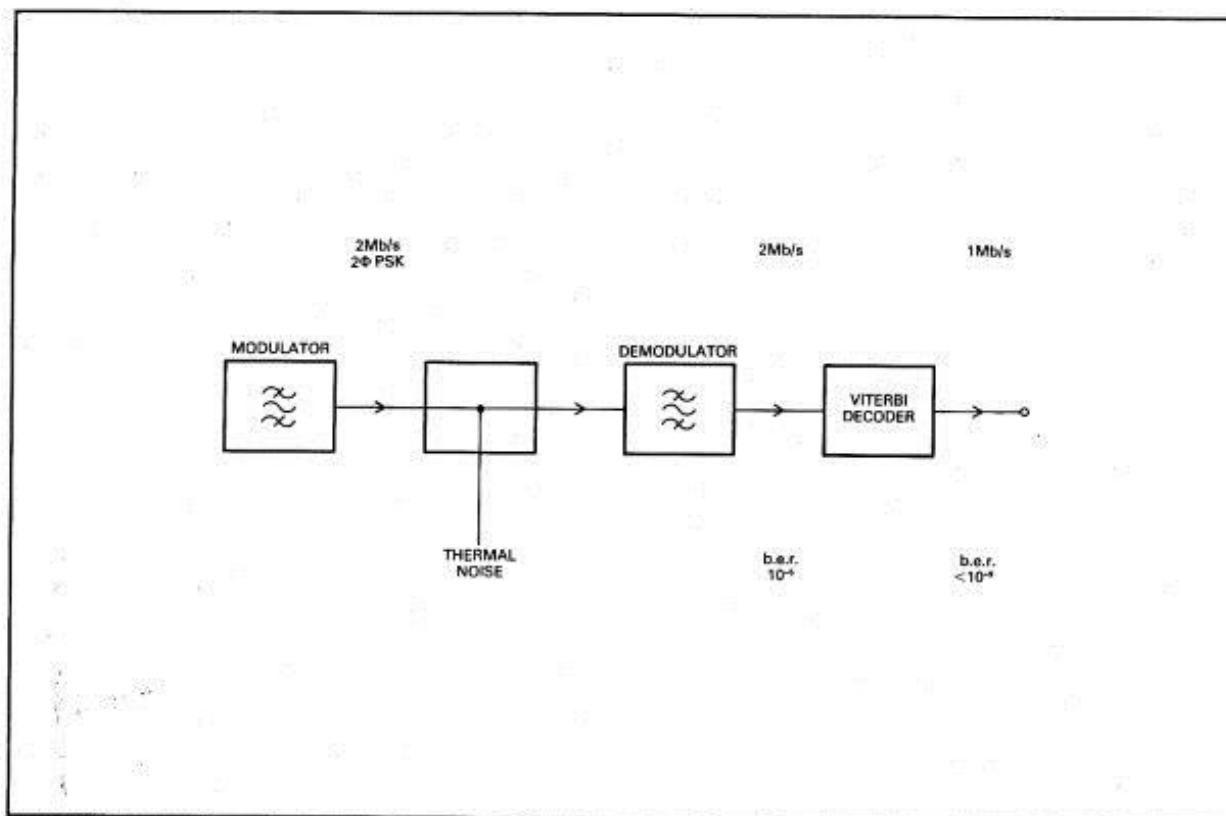 2Mb/s
2Φ PSK
2Mb/s
1Mb/s
MODULATOR
DEMODULATOR
VITERBI
DECODER
THERMAL
NOISE
b.e.r.
b.e.r.